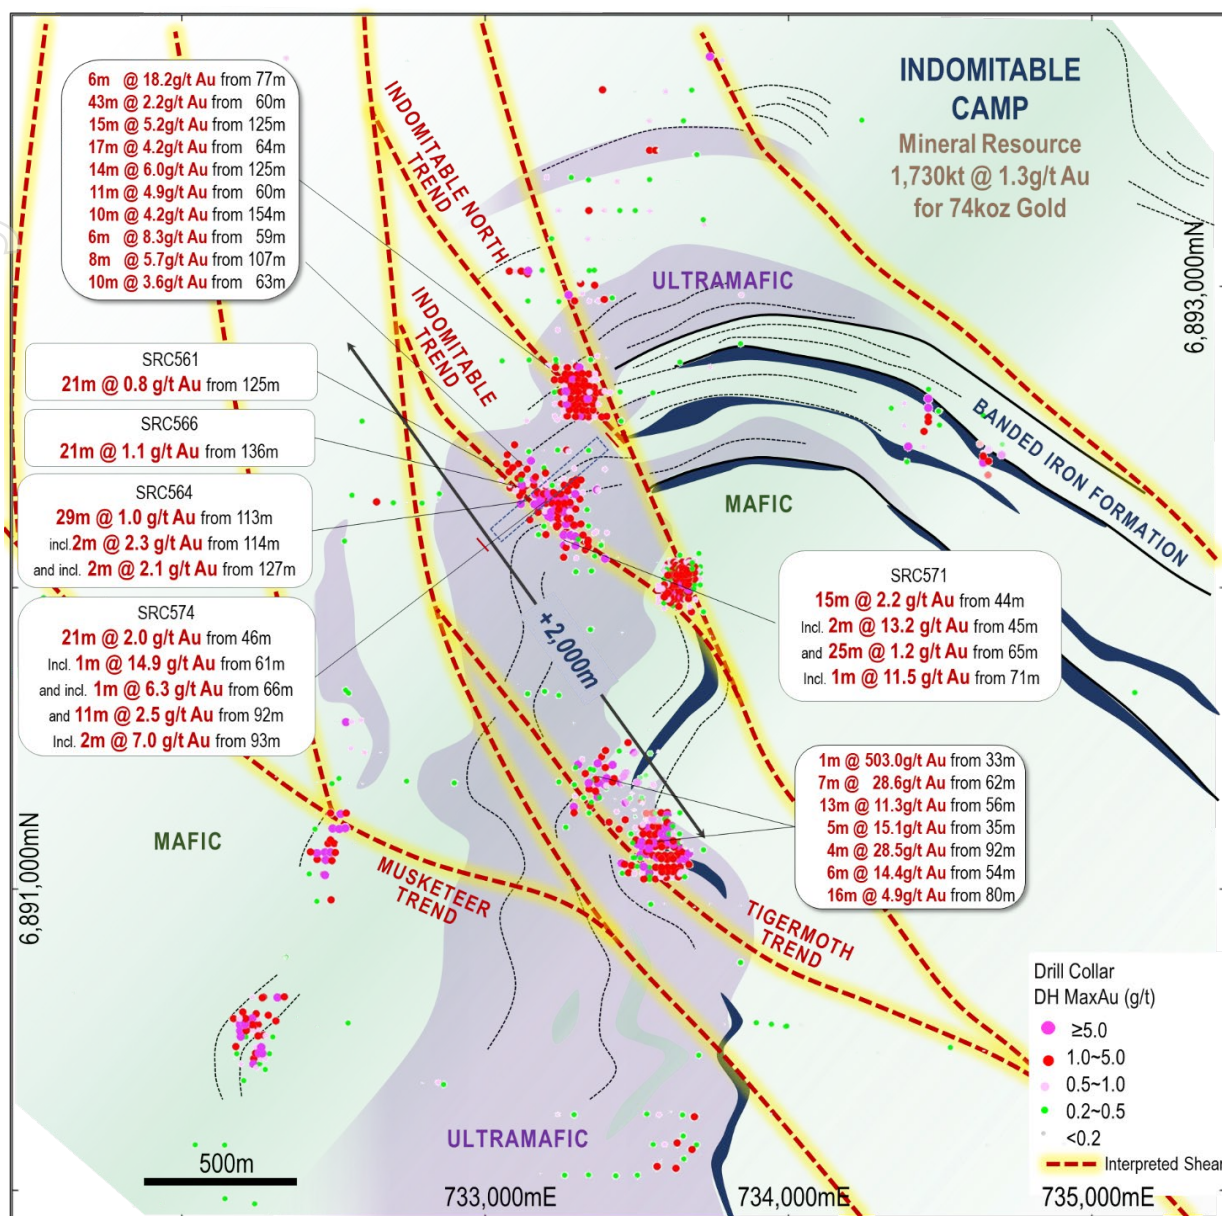 INDOMITABLE
CAMP
Mineral Resource
1,730kt @ 1.3g/t Au
for 74koz Gold
6m @ 18.2g/t Au from 77m
43m @ 2.2g/t Au from 60m
15m @ 5.2g/t Au from 125m
17m @ 4.2g/t Au from 64m
14m @ 6.0g/t Au from 125m
11m @ 4.9g/t Au from 60m
10m @ 4.2g/t Au from 154m
6m @ 8.3g/t Au from 59m
8m @ 5.7g/t Au from 107m
10m @ 3.6g/t Au from 63m
INDOMITABLE NORTH
TREND
INDOMITABLE
TREND
ULTRAMAFIC
6,893,000mN
SRC561
21m @ 0.8 g/t Au from 125m
SRC566
21m @ 1.1 g/t Au from 136m
SRC564
29m @ 1.0 g/t Au from 113m
incl. 2m @ 2.3 g/t Au from 114m
and incl. 2m @ 2.1 g/t Au from 127m
SRC574
21m @ 2.0 g/t Au from 46m
Incl. 1m @ 14.9 g/t Au from 61m
and incl. 1m @ 6.3 g/t Au from 66m
and 11m @ 2.5 g/t Au from 92m
Incl. 2m @ 7.0 g/t Au from 93m
BANDED IRON FORMATION
MAFIC
SRC571
15m @ 2.2 g/t Au from 44m
Incl. 2m @ 13.2 g/t Au from 45m
and 25m @ 1.2 g/t Au from 65m
Incl. 1m @ 11.5 g/t Au from 71m
+2,000m
1m @ 503.0g/t Au from 33m
7m @ 28.6g/t Au from 62m
13m @ 11.3g/t Au from 56m
5m @ 15.1g/t Au from 35m
4m @ 28.5g/t Au from 92m
6m @ 14.4g/t Au from 54m
16m @ 4.9g/t Au from 80m
MAFIC
6,891,000mN
MUSKETEER
TREND
TIGERMOTH
TREND
Drill Collar
DH MaxAu (g/t)
≥5.0
1.0~5.0
0.5~1.0
0.2~0.5
<0.2
Interpreted Shear
ULTRAMAFIC
500m
733,000mE
734,000mE
735,000mE